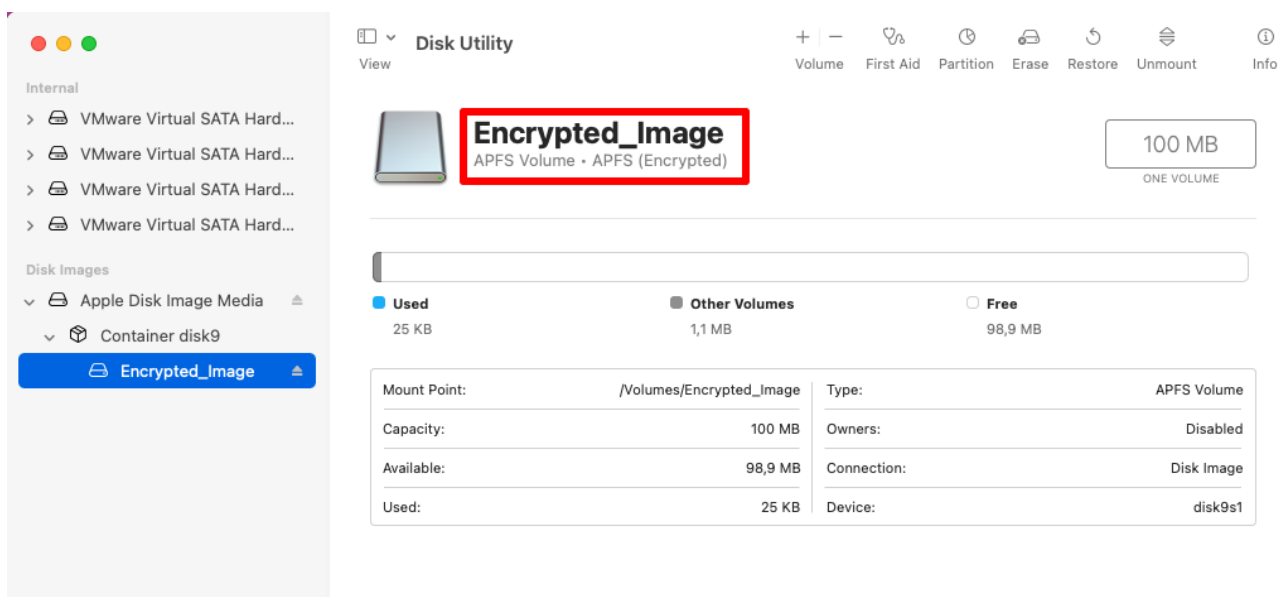 Disk Utility
View
Volume
First Aid
Partition
Erase
Restore
Unmount
Info
Internal
VMware Virtual SATA Hard...
VMware Virtual SATA Hard...
VMware Virtual SATA Hard...
VMware Virtual SATA Hard...
Disk Images
Apple Disk Image Media
Container disk9
Encrypted_Image
Encrypted_Image
APFS Volume • APFS (Encrypted)
100 MB
ONE VOLUME
Used
25 KB
Other Volumes
1,1 MB
Free
98,9 MB
Mount Point: /Volumes/Encrypted_Image
Capacity: 100 MB
Available: 98,9 MB
Used: 25 KB
Type: APFS Volume
Owners: Disabled
Connection: Disk Image
Device: disk9s1